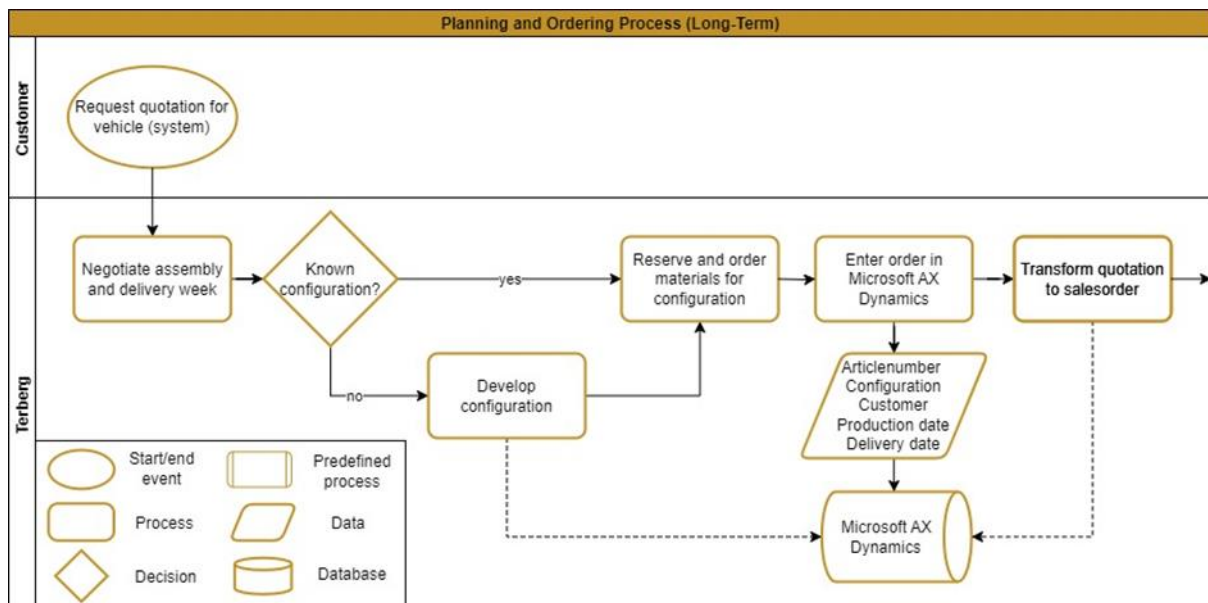 Planning and Ordering Process (Long-Term)
Customer
Request quotation for
vehicle (system)
Terberg
Negotiate assembly
and delivery week
Known
configuration?
yes
no
Develop
configuration
Reserve and order
materials for
configuration
Enter order in
Microsoft AX
Dynamics
Transform quotation
to salesorder
Articlenumber
Configuration
Customer
Production date
Delivery date
Microsoft AX
Dynamics
Start/end
event
Predefined
process
Process
Data
Decision
Database